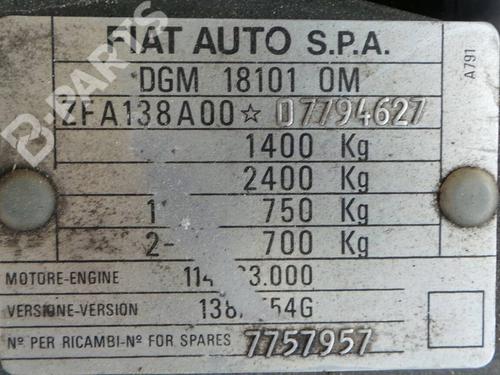 FIAT AUTO S.P.A.
A791
DGM 18101 OM
ZFA138A00☆ 07794627
1400 Kg
2400 Kg
1 750 Kg
2- 700 Kg
MOTORE-ENGINE
VERSIONE-VERSION
Nº PER RICAMBI-Nº FOR SPARES 7757957
B-PARTS